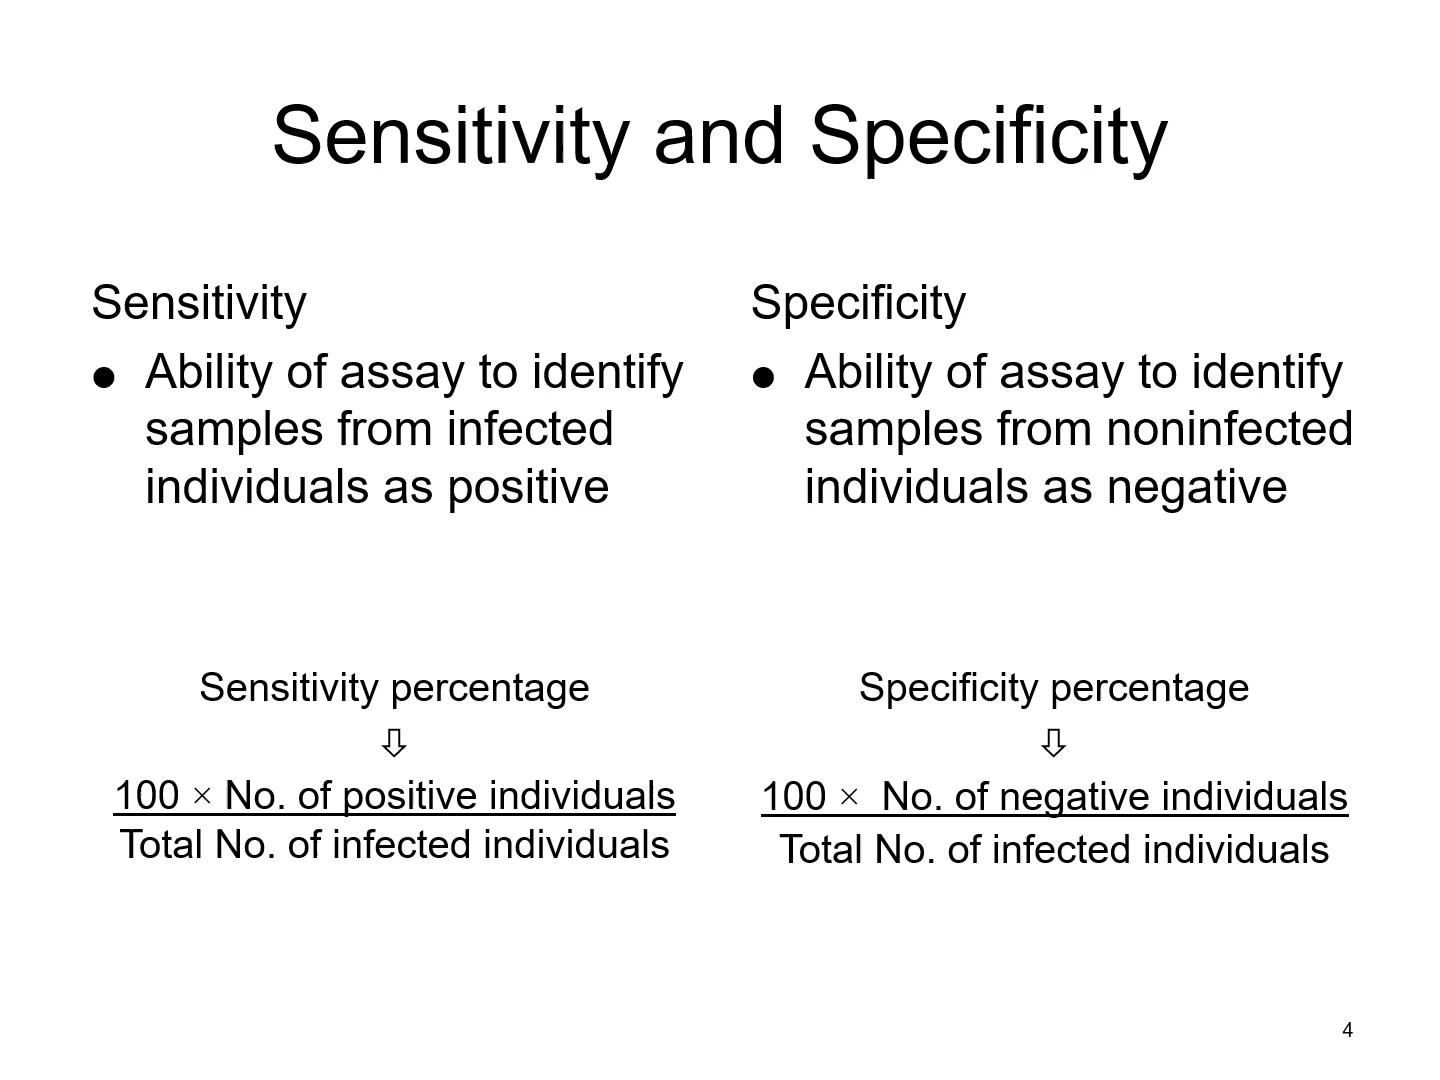 Sensitivity and Specificity
Sensitivity
● Ability of assay to identify
samples from infected
individuals as positive
Sensitivity percentage
⇩
100 × No. of positive individuals
Total No. of infected individuals
Specificity
● Ability of assay to identify
samples from noninfected
individuals as negative
Specificity percentage
⇩
100 × No. of negative individuals
Total No. of infected individuals
4